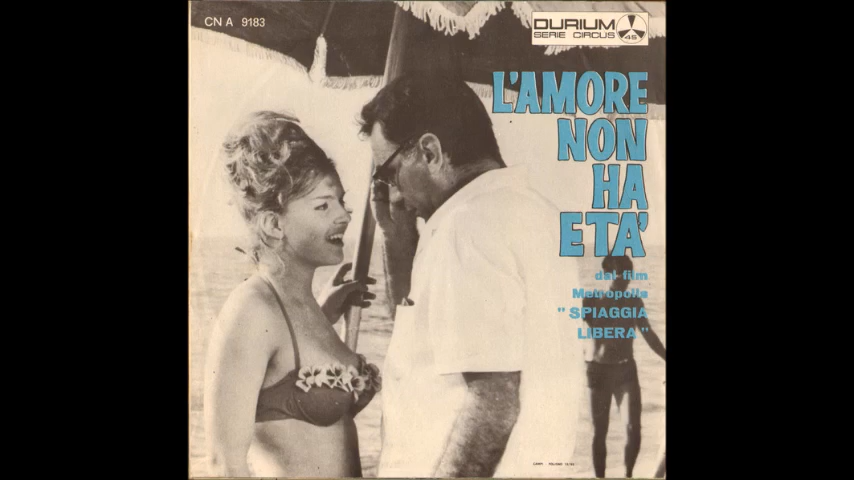 CN A 9183
DURIUM
SERIE CIRCUS
45
L'AMORE
NON
HA
ETA'
dal film
Metropolis
"SPIAGGIA
LIBERA"